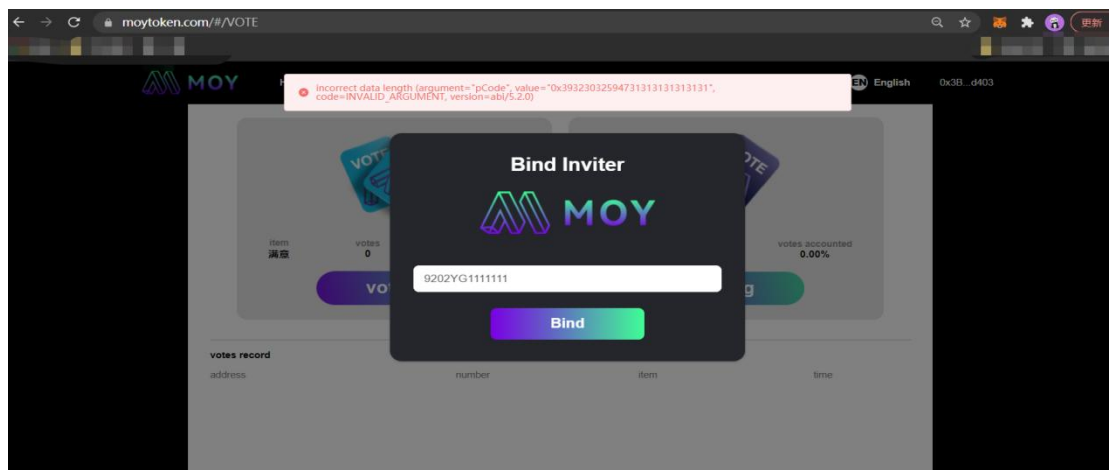 moytoken.com/#/VOTE
更新
MOY
English
0x3B...d403
incorrect data length (argument="pCode", value="0x39323032594731313131313131",
code=INVALID_ARGUMENT, version=abi/5.2.0)
VOTE
Bind Inviter
MOY
item
votes
votes accounted
满意
0
0.00%
9202YG1111111
Bind
votes record
address
number
item
time